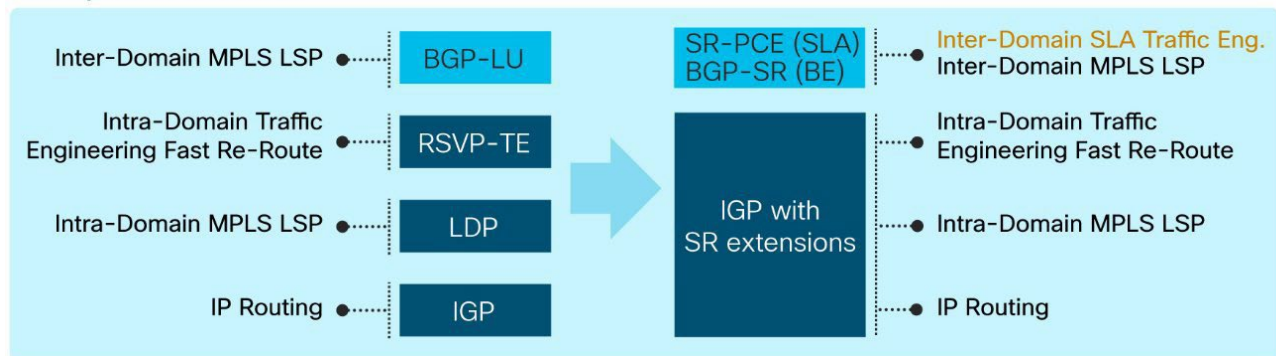 Inter-Domain MPLS LSP
BGP-LU
Intra-Domain Traffic
Engineering Fast Re-Route
RSVP-TE
Intra-Domain MPLS LSP
LDP
IP Routing
IGP
SR-PCE (SLA)
BGP-SR (BE)
Inter-Domain SLA Traffic Eng.
Inter-Domain MPLS LSP
IGP with
SR extensions
Intra-Domain Traffic
Engineering Fast Re-Route
Intra-Domain MPLS LSP
IP Routing